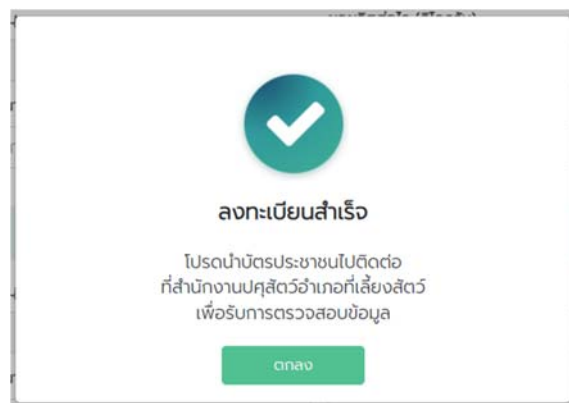 ลงทะเบียนสำเร็จ
โปรดนำบัตรประชาชนไปติดต่อ
ที่สำนักงานปศุสัตว์อำเภอที่เลี้ยงสัตว์
เพื่อรับการตรวจสอบข้อมูล
ตกลง